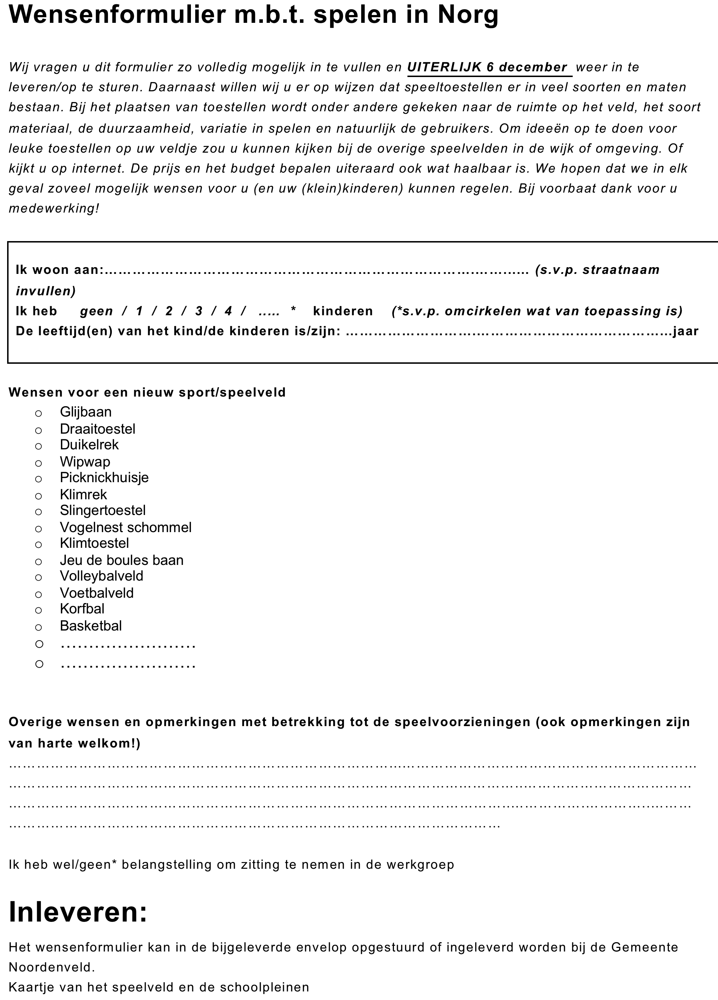 Wensenformulier m.b.t. spelen in Norg
Wij vragen u dit formulier zo volledig mogelijk in te vullen en UITERLIJK 6 december weer in te
leveren/op te sturen. Daarnaast willen wij u er op wijzen dat speeltoestellen er in veel soorten en maten
bestaan. Bij het plaatsen van toestellen wordt onder andere gekeken naar de ruimte op het veld, het soort
materiaal, de duurzaamheid, variatie in spelen en natuurlijk de gebruikers. Om ideeën op te doen voor
leuke toestellen op uw veldje zou u kunnen kijken bij de overige speelvelden in de wijk of omgeving. Of
kijkt u op internet. De prijs en het budget bepalen uiteraard ook wat haalbaar is. We hopen dat we in elk
geval zoveel mogelijk wensen voor u (en uw (klein)kinderen) kunnen regelen. Bij voorbaat dank voor u
medewerking!
Ik woon aan:………………………………………………………………………………... (s.v.p. straatnaam
invullen)
Ik heb geen / 1 / 2 / 3 / 4 / ….. * kinderen (*s.v.p. omcirkelen wat van toepassing is)
De leeftijd(en) van het kind/de kinderen is/zijn: ……………………………………………………………jaar
Wensen voor een nieuw sport/speelveld
o Glijbaan
o Draaitoestel
o Duikelrek
o Wipwap
o Picknickhuisje
o Klimrek
o Slingertoestel
o Vogelnest schommel
o Klimtoestel
o Jeu de boules baan
o Volleybalveld
o Voetbalveld
o Korfbal
o Basketbal
o ……………………
o ……………………
Overige wensen en opmerkingen met betrekking tot de speelvoorzieningen (ook opmerkingen zijn
van harte welkom!)
…………………………………………………………………………………………………………………………………
…………………………………………………………………………………………………………………………………
…………………………………………………………………………………………………………………………………
……………………………………………………………………………………………
Ik heb wel/geen* belangstelling om zitting te nemen in de werkgroep
Inleveren:
Het wensenformulier kan in de bijgeleverde envelop opgestuurd of ingeleverd worden bij de Gemeente
Noordenveld.
Kaartje van het speelveld en de schoolpleinen